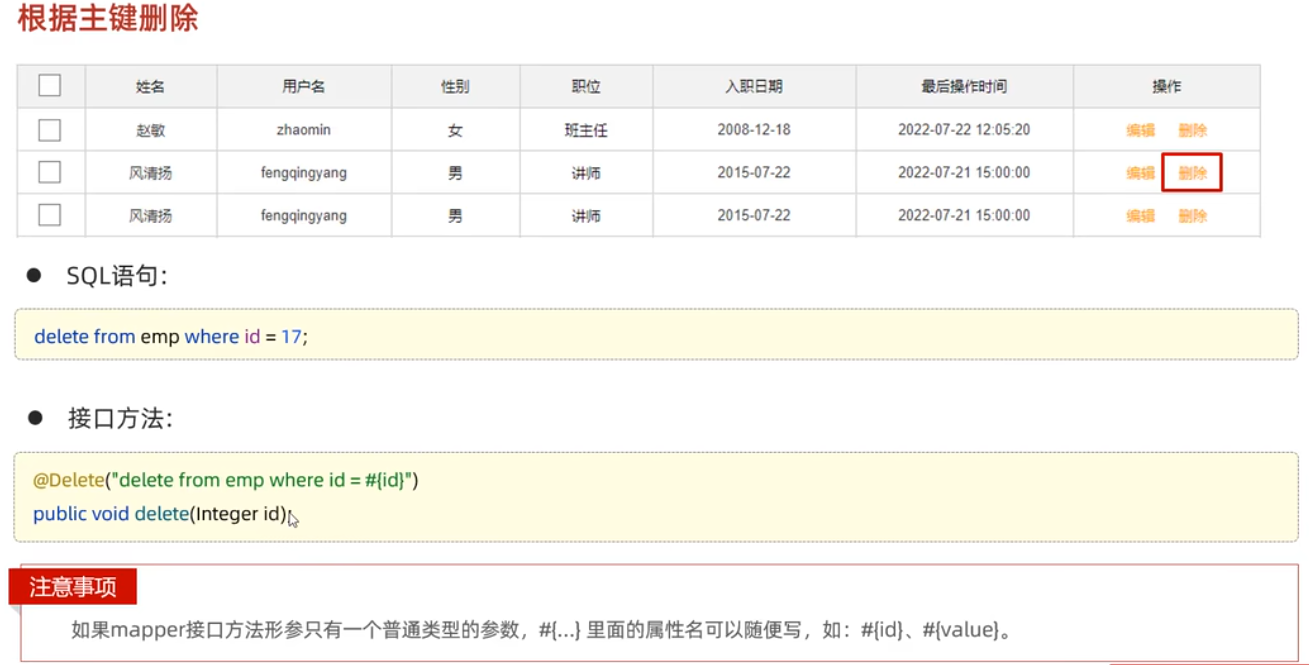 根据主键删除
姓名 用户名 性别 职位 入职日期 最后操作时间 操作
赵敏 zhaomin 女 班主任 2008-12-18 2022-07-22 12:05:20 编辑 删除
风清扬 fengqingyang 男 讲师 2015-07-22 2022-07-21 15:00:00 编辑 删除
风清扬 fengqingyang 男 讲师 2015-07-22 2022-07-21 15:00:00 编辑 删除
● SQL语句：
delete from emp where id = 17;
● 接口方法：
@Delete("delete from emp where id = #{id}")
public void delete(Integer id);
注意事项
如果mapper接口方法形参只有一个普通类型的参数，#{…} 里面的属性名可以随便写，如：#{id}、#{value}。